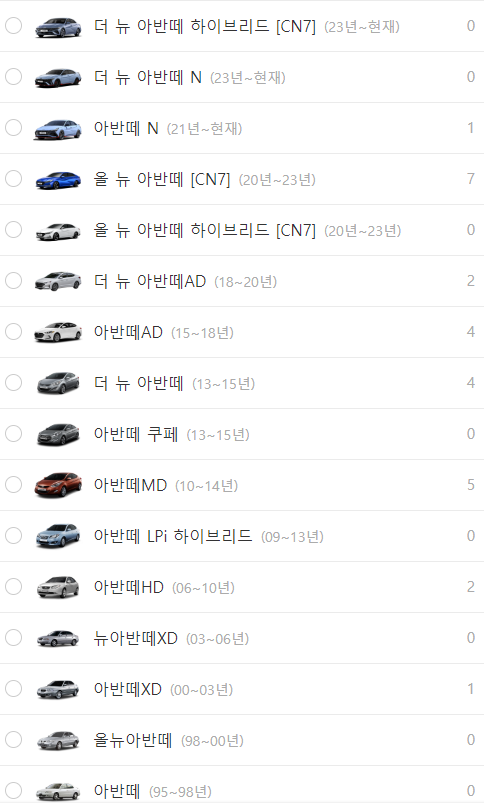 더 뉴 아반떼 하이브리드 [CN7] (23년~현재) 0
더 뉴 아반떼 N (23년~현재) 0
아반떼 N (21년~현재) 1
올 뉴 아반떼 [CN7] (20년~23년) 7
올 뉴 아반떼 하이브리드 [CN7] (20년~23년) 0
더 뉴 아반떼AD (18~20년) 2
아반떼AD (15~18년) 4
더 뉴 아반떼 (13~15년) 4
아반떼 쿠페 (13~15년) 0
아반떼MD (10~14년) 5
아반떼 LPi 하이브리드 (09~13년) 0
아반떼HD (06~10년) 2
뉴아반떼XD (03~06년) 0
아반떼XD (00~03년) 1
올뉴아반떼 (98~00년) 0
아반떼 (95~98년) 0